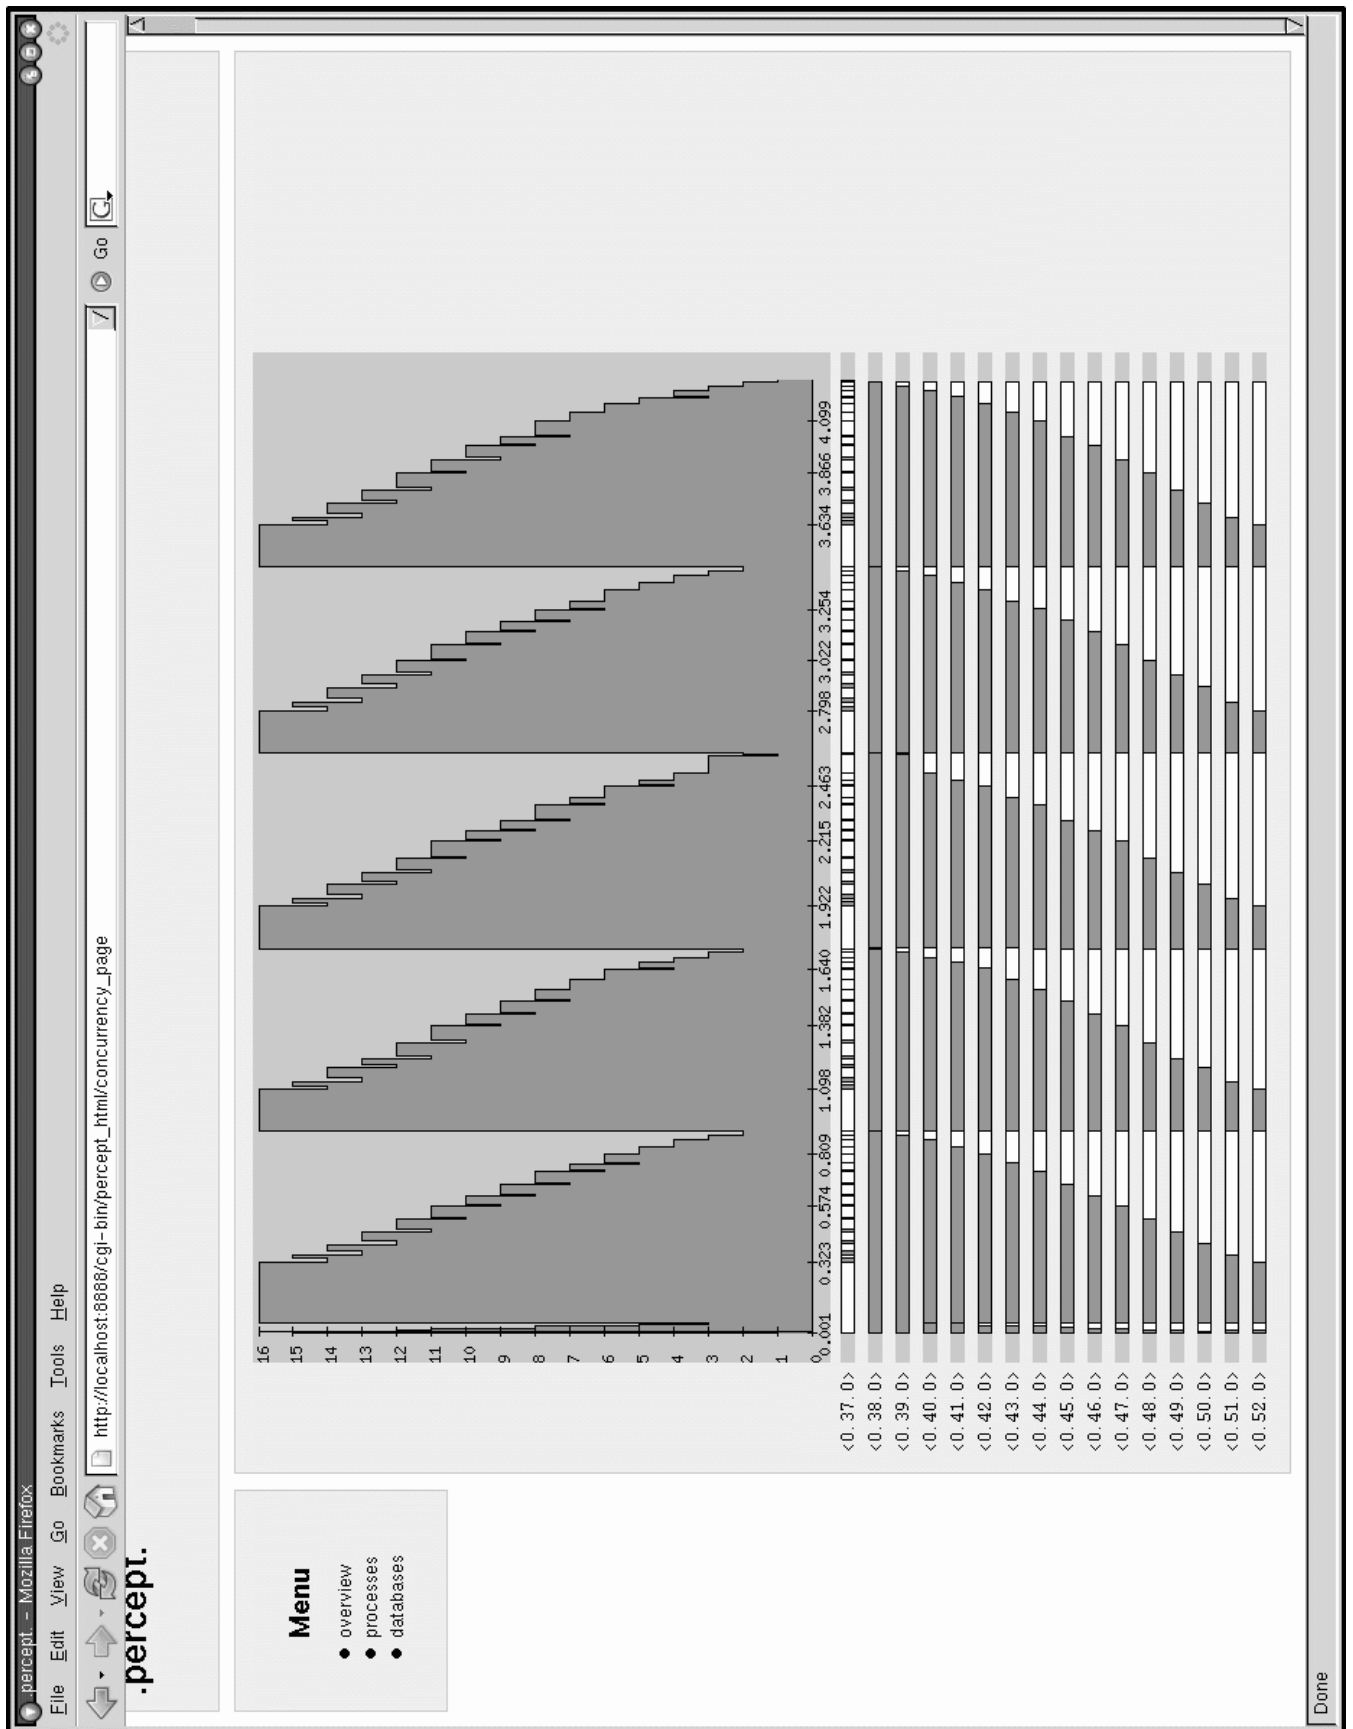 .percept. - Mozilla Firefox
File Edit View Go Bookmarks Tools Help
http://localhost:8888/cgi-bin/percept_html/concurrency_page
Go
G
.percept.
Menu
overview
processes
databases
16
15
14
13
12
11
10
9
8
7
6
5
4
3
2
1
0
0.001 0.323 0.574 0.809 1.098 1.382 1.640 1.922 2.215 2.463 2.798 3.022 3.254 3.634 3.866 4.099
<0.37.0>
<0.38.0>
<0.39.0>
<0.40.0>
<0.41.0>
<0.42.0>
<0.43.0>
<0.44.0>
<0.45.0>
<0.46.0>
<0.47.0>
<0.48.0>
<0.49.0>
<0.50.0>
<0.51.0>
<0.52.0>
Done